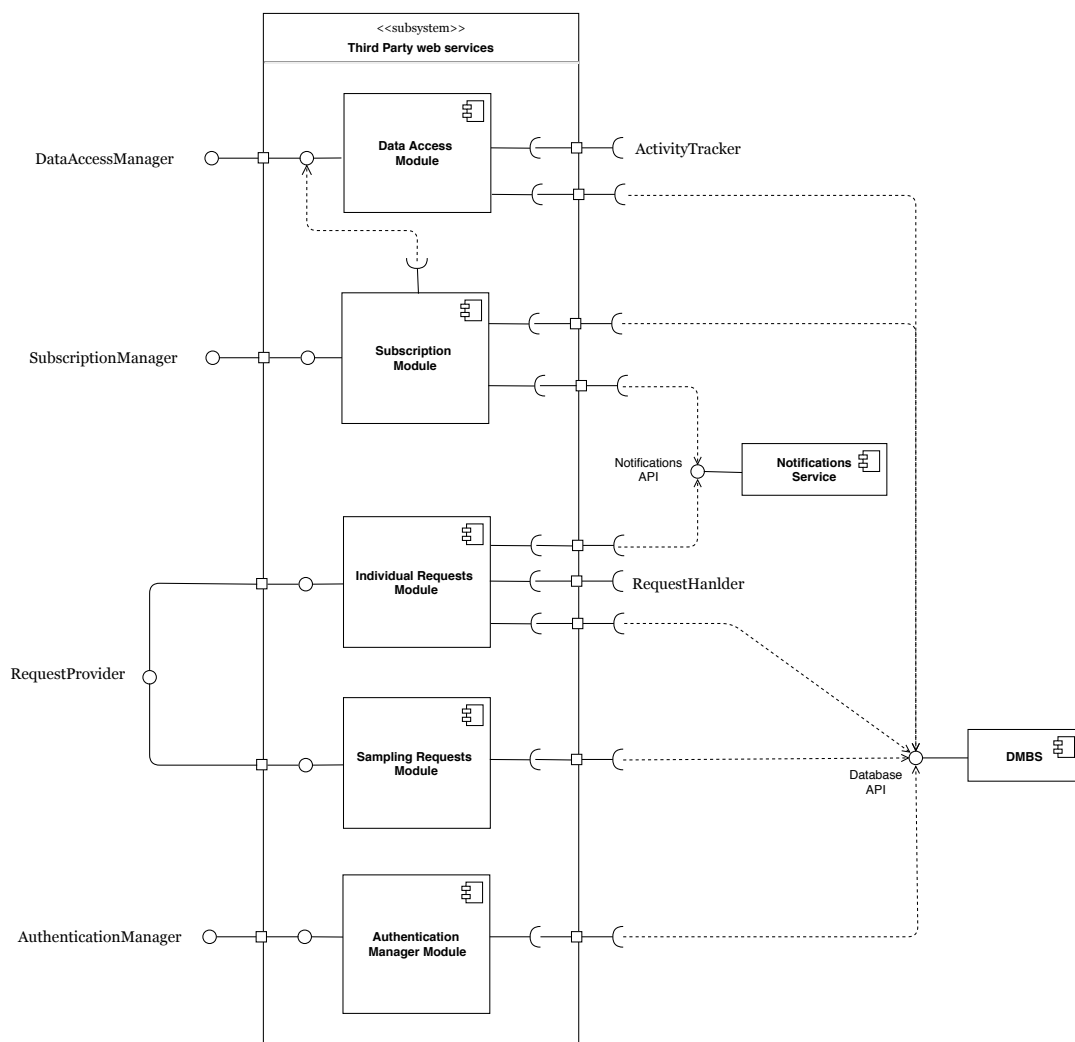 <<subsystem>>
Third Party web services
DataAccessManager
Data Access
Module
ActivityTracker
SubscriptionManager
Subscription
Module
Notifications
API
Notifications
Service
Individual Requests
Module
RequestHanlder
RequestProvider
Sampling Requests
Module
Database
API
DMBS
AuthenticationManager
Authentication
Manager Module